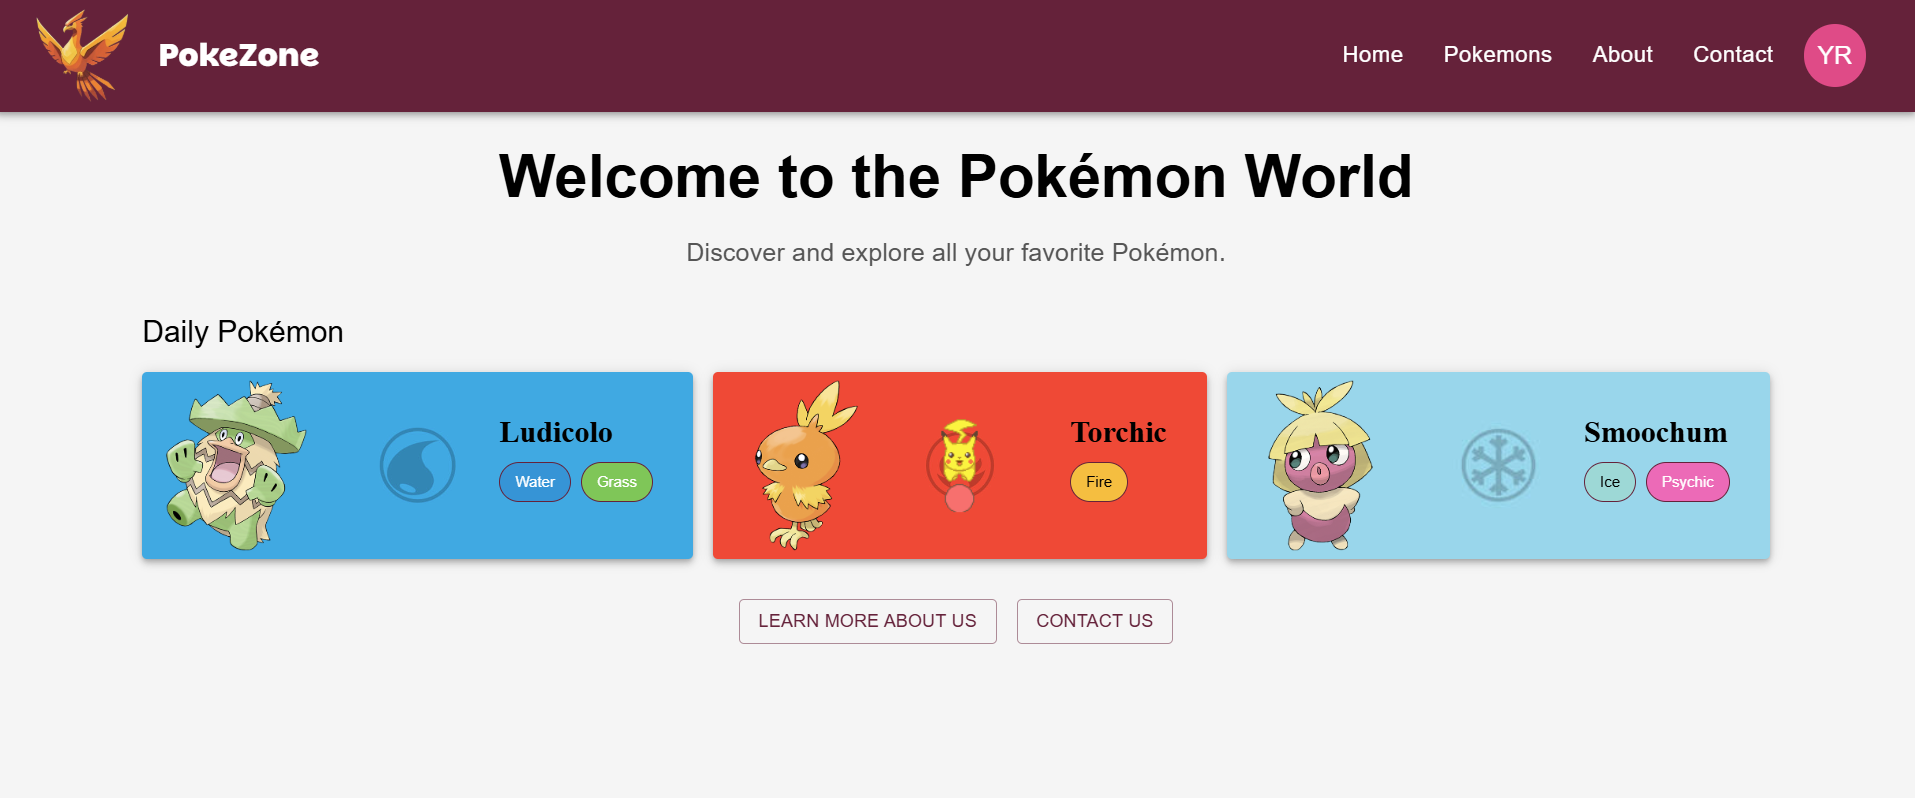 PokeZone
Home Pokemons About Contact YR
Welcome to the Pokémon World
Discover and explore all your favorite Pokémon.
Daily Pokémon
Ludicolo
Water Grass
Torchic
Fire
Smoochum
Ice Psychic
LEARN MORE ABOUT US CONTACT US